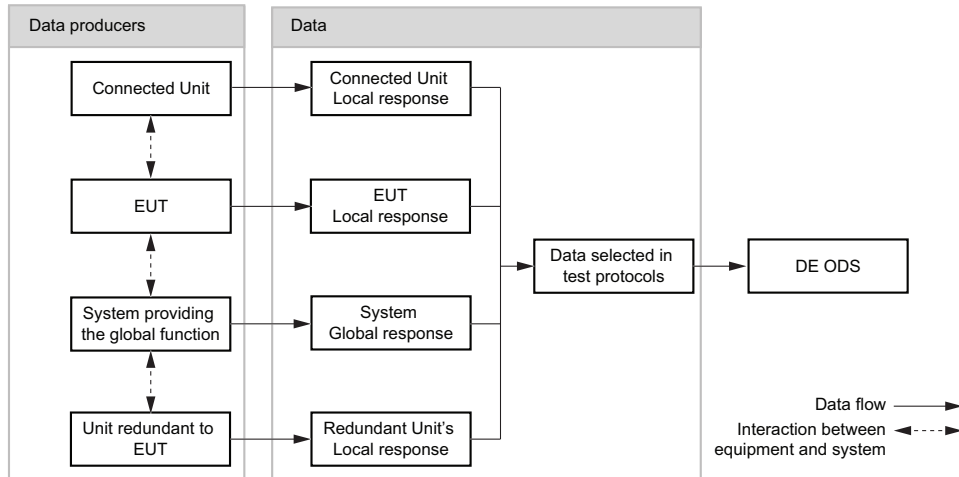 Data producers
Data
Connected Unit
Connected Unit
Local response
EUT
EUT
Local response
Data selected in
test protocols
DE ODS
System providing
the global function
System
Global response
Unit redundant to
EUT
Redundant Unit's
Local response
Data flow
Interaction between
equipment and system